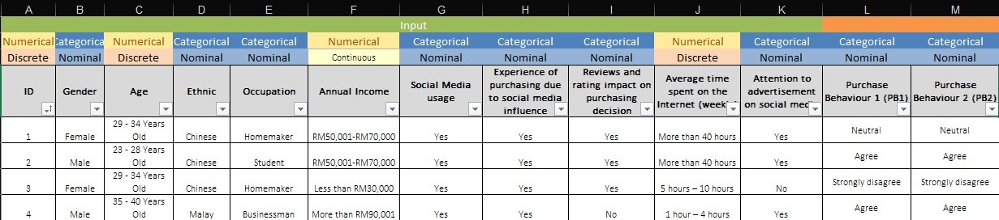 A B C D E F G H I J K L M
Input
Numerical Categorica Numerical Categorical Categorical Numerical Categorical Categorical Categorical Numerical Categorical Categorical Categorical
Discrete Nominal Discrete Nominal Nominal Continuous Nominal Nominal Nominal Discrete Nominal Nominal Nominal
ID
Gender
Age
Ethnic
Occupation
Annual Income
Social Media
usage
Experience of
purchasing due
to social media
influence
Reviews and
rating impact on
purchasing
decision
Average time
spent on the
Internet (week
Attention to
advertisement
on social med
Purchase
Behaviour 1 (PB1)
Purchase
Behaviour 2 (PB2)
1
Female
29 - 34 Years
Old
Chinese
Homemaker
RM50,001-RM70,000
Yes
Yes
Yes
More than 40 hours
Yes
Neutral
Neutral
2
Male
23 - 28 Years
Old
Chinese
Student
RM50,001-RM70,000
Yes
Yes
Yes
More than 40 hours
Yes
Agree
Agree
3
Female
29 - 34 Years
Old
Chinese
Homemaker
Less than RM30,000
Yes
Yes
Yes
5 hours – 10 hours
No
Strongly disagree
Strongly disagree
4
Male
35 - 40 Years
Old
Malay
Businessman
More than RM90,001
Yes
Yes
No
1 hour – 4 hours
Yes
Agree
Agree